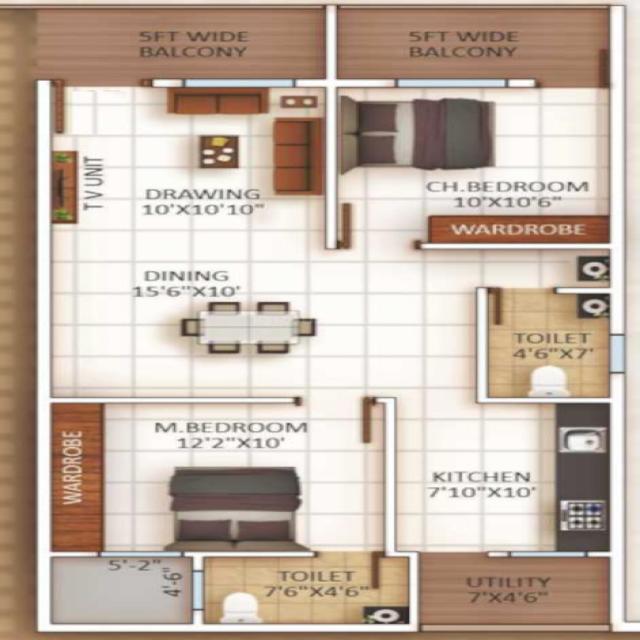 5FT WIDE
BALCONY
5FT WIDE
BALCONY
TV UNIT
DRAWING
10'X10'10"
CH.BEDROOM
10'X10'6"
WARDROBE
DINING
15'6"X10'
TOILET
4'6"X7'
WARDROBE
M.BEDROOM
12'2"X10'
KITCHEN
7'10"X10'
5'-2"
4'-6"
TOILET
7'6"X4'6"
UTILITY
7'X4'6"